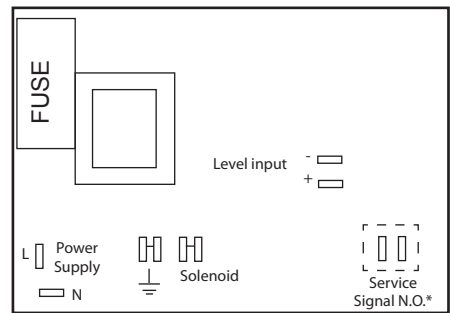 FUSE
Level input
-
+
L
Power
Supply
N
Solenoid
Service
Signal N.O.*